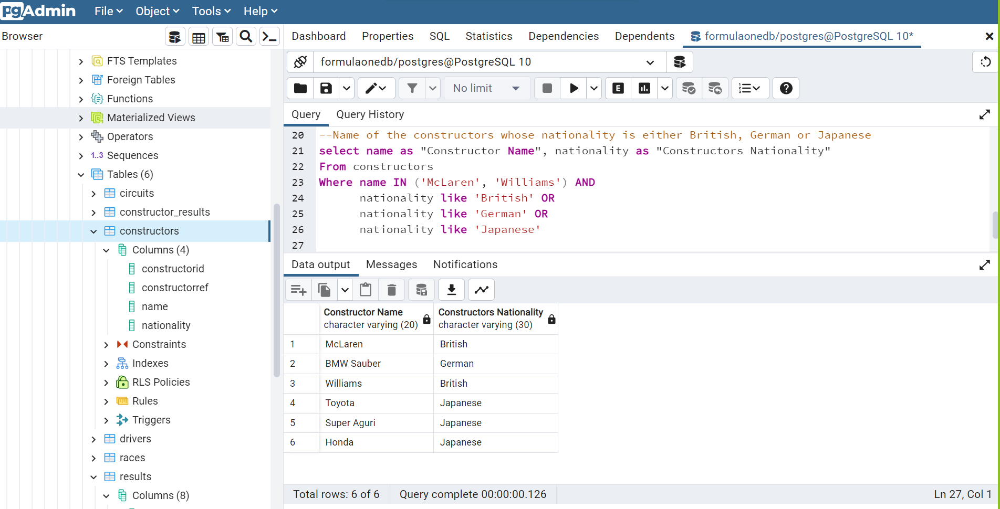 pgAdmin File Object Tools Help
Browser
Dashboard Properties SQL Statistics Dependencies Dependents formulaonedb/postgres@PostgreSQL 10*
formulaonedb/postgres@PostgreSQL 10
No limit
E
Query Query History
20 --Name of the constructors whose nationality is either British, German or Japanese
21 select name as "Constructor Name", nationality as "Constructors Nationality"
22 From constructors
23 Where name IN ('McLaren', 'Williams') AND
24 nationality like 'British' OR
25 nationality like 'German' OR
26 nationality like 'Japanese'
27
FTS Templates
Foreign Tables
Functions
Materialized Views
Operators
1..3 Sequences
Tables (6)
circuits
constructor_results
constructors
Columns (4)
constructorid
constructorref
name
nationality
Constraints
Indexes
RLS Policies
Rules
Triggers
drivers
races
results
Columns (8)
Data output Messages Notifications
Constructor Name Constructors Nationality
character varying (20) character varying (30)
1 McLaren British
2 BMW Sauber German
3 Williams British
4 Toyota Japanese
5 Super Aguri Japanese
6 Honda Japanese
Total rows: 6 of 6 Query complete 00:00:00.126 Ln 27, Col 1